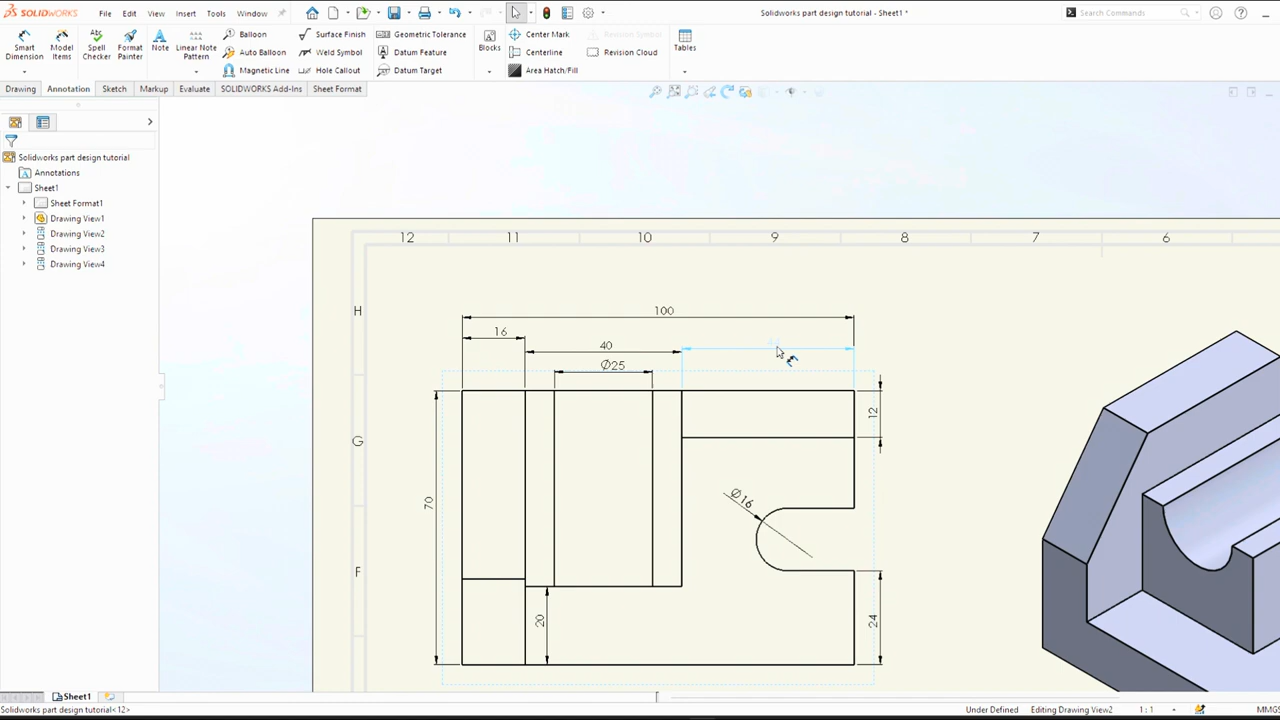 SOLIDWORKS File Edit View Insert Tools Window Solidworks part design tutorial - Sheet1 * Search Commands
Smart Dimension
Model Items
Spell Checker
Format Painter
Note
Linear Note Pattern
Balloon
Auto Balloon
Magnetic Line
Surface Finish
Weld Symbol
Hole Callout
Geometric Tolerance
Datum Feature
Datum Target
Blocks
Center Mark
Centerline
Area Hatch/Fill
Revision Symbol
Revision Cloud
Tables
Drawing Annotation Sketch Markup Evaluate SOLIDWORKS Add-Ins Sheet Format
Solidworks part design tutorial
Annotations
Sheet1
Sheet Format1
Drawing View1
Drawing View2
Drawing View3
Drawing View4
12 11 10 9 8 7 6
H
G
F
100
16
40
Ø25
12
Ø16
70
20
24
Sheet1
Solidworks part design tutorial<12> Under Defined Editing Drawing View2 1 : 1 MMGS